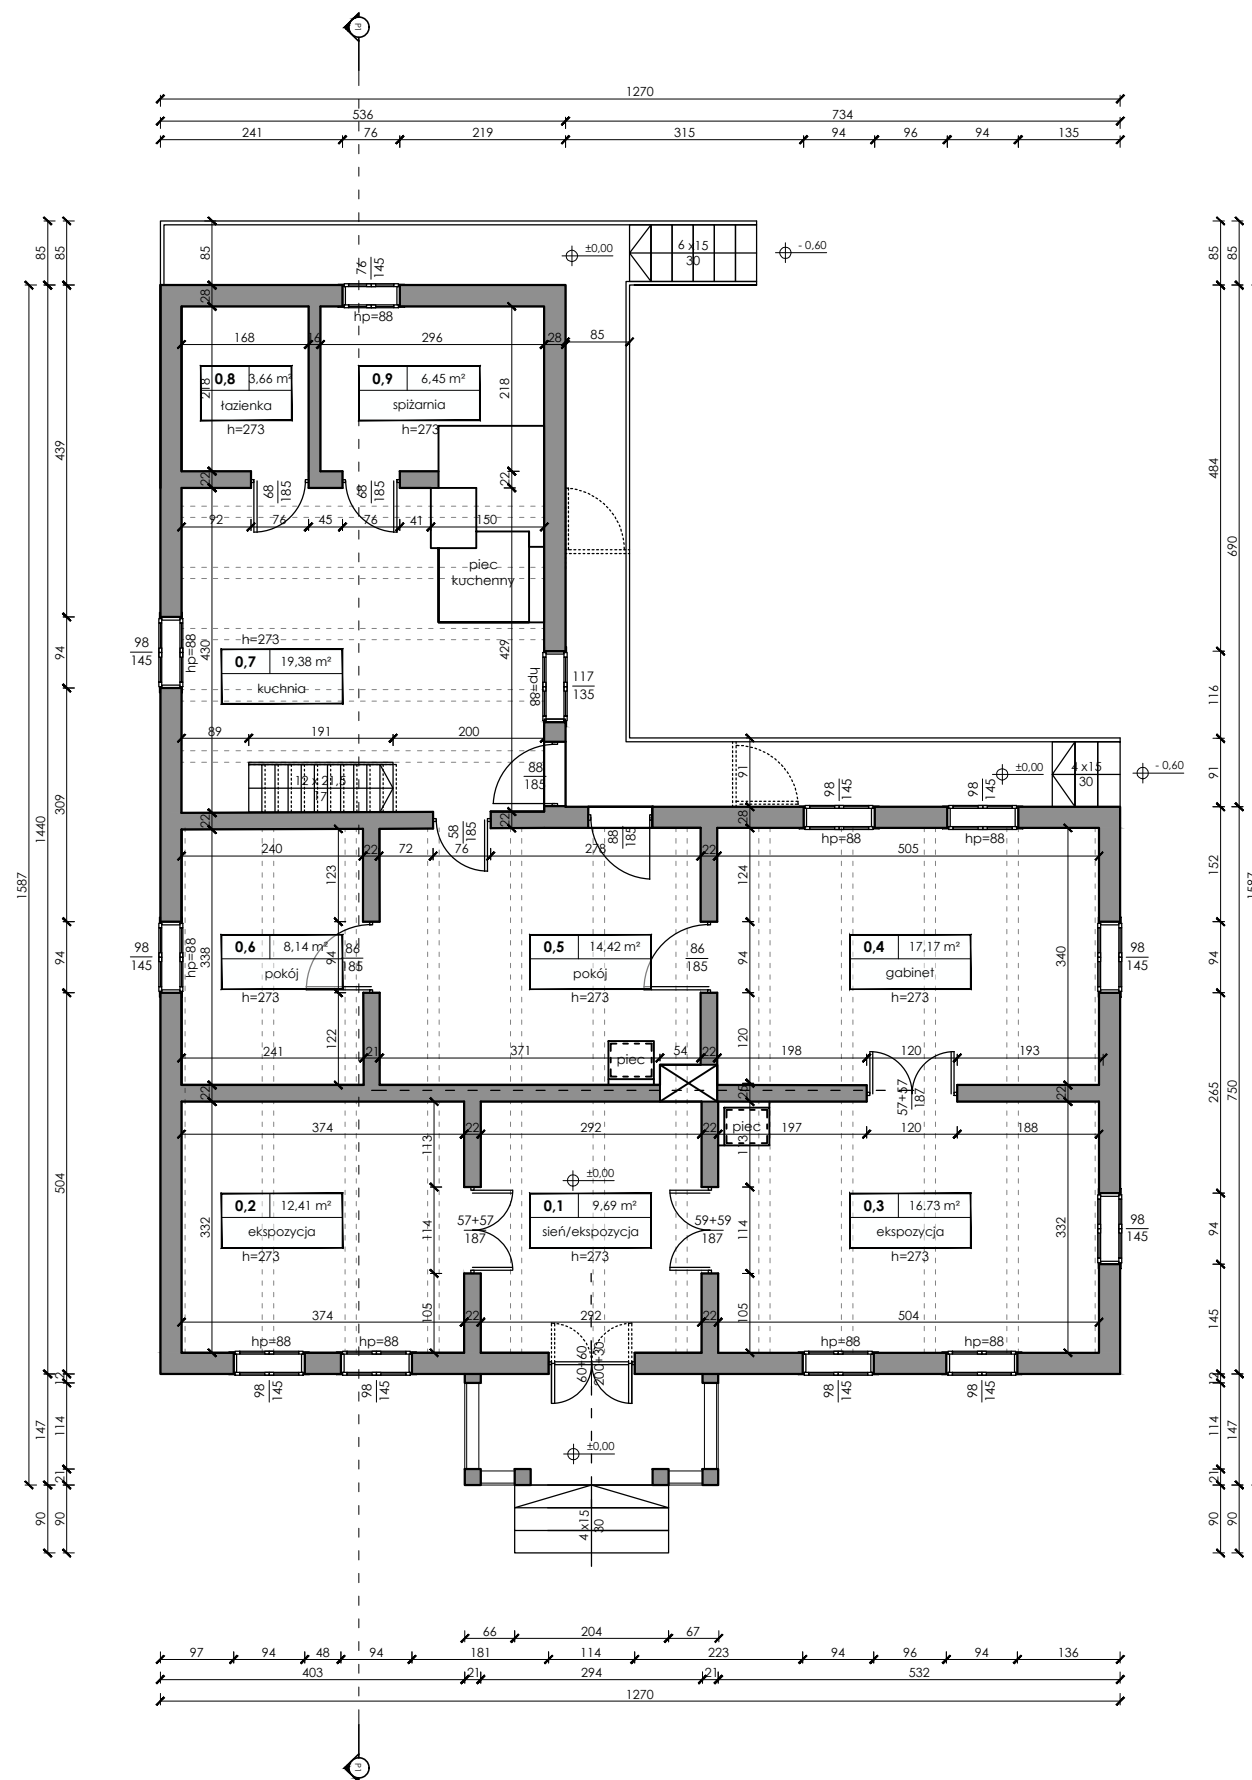 P1
1270
536 734
241 76 219 315 94 96 94 135
85 85 85 85 85
±0,00
6 x15
30
- 0,60
76
145
28
hp=88
168 16 296 28 85
0,8 3,66 m²
łazienka
h=273
218
0,9 6,45 m²
spiżarnia
h=273
218
439
484
22 22
68
185
68
185
92 76 45 76 41 150
690
piec
kuchenny
98
145
hp=88
94
h=273
430
0,7 19,38 m²
kuchnia
429
hp=88
117
135
116
89 191 200
12 x 21,5
17
88
185
91
98
145
98
145
±0,00
4 x15
30
- 0,60
91
309
1440
22 22 28
58
185
88
185
hp=88 hp=88
240 22 72 76 278 22 505
123 124
152
1587 1587
98
145
hp=88
94
338
0,6 8,14 m²
pokój
h=273
94
86
185
0,5 14,42 m²
pokój
h=273
86
185
94
0,4 17,17 m²
gabinet
h=273
340
98
145
94
122 120
241 21 371 54 22 198 120 193
piec
22 22
57+57
187
265 750
piec
374 22 292 22 197 120 188
113 113
±0,00
504
0,2 12,41 m²
ekspozycja
h=273
332
114
57+57
187
0,1 9,69 m²
sień/ekspozycja
h=273
59+59
187
114
0,3 16.73 m²
ekspozycja
h=273
332
98
145
94
105 105
145
374 22 292 22 504
hp=88 hp=88 hp=88 hp=88
60+60
200+30
98
145
98
145
98
145
98
145
12
147 114 114 147
±0,00
21 21
90 90 90 90
4 x15
30
66 204 67
97 94 48 94 181 114 223 94 96 94 136
403 21 294 21 532
1270
P1